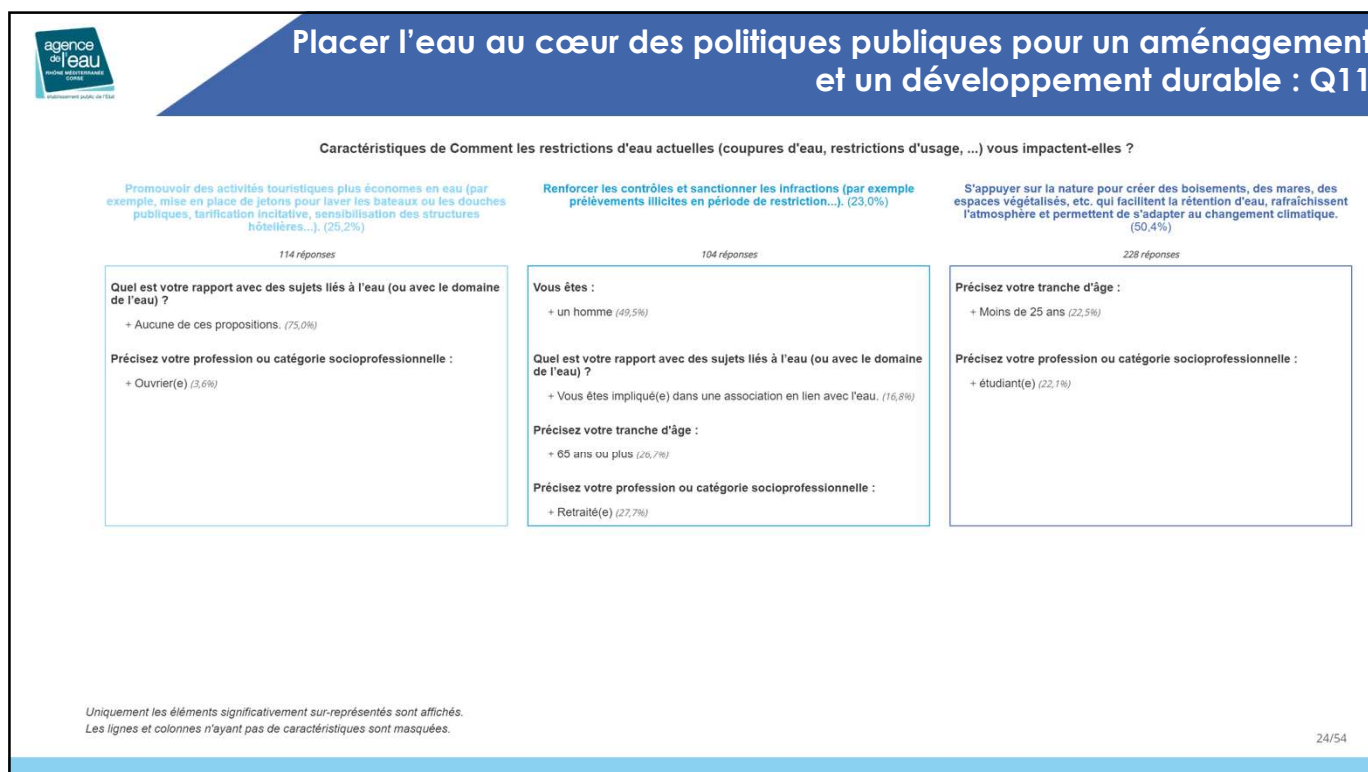 agence
de l'eau
RHÔNE MÉDITERRANÉE
CORSE
établissement public de l'État
Placer l'eau au cœur des politiques publiques pour un aménagement
et un développement durable : Q11
Caractéristiques de Comment les restrictions d'eau actuelles (coupures d'eau, restrictions d'usage, ...) vous impactent-elles ?
Promouvoir des activités touristiques plus économes en eau (par
exemple, mise en place de jetons pour laver les bateaux ou les douches
publiques, tarification incitative, sensibilisation des structures
hôtelières...). (25,2%)
114 réponses
Quel est votre rapport avec des sujets liés à l'eau (ou avec le domaine
de l'eau) ?
+ Aucune de ces propositions. (75,0%)
Précisez votre profession ou catégorie socioprofessionnelle :
+ Ouvrier(e) (3,6%)
Renforcer les contrôles et sanctionner les infractions (par exemple
prélèvements illicites en période de restriction...). (23,0%)
104 réponses
Vous êtes :
+ un homme (49,5%)
Quel est votre rapport avec des sujets liés à l'eau (ou avec le domaine
de l'eau) ?
+ Vous êtes impliqué(e) dans une association en lien avec l'eau. (16,8%)
Précisez votre tranche d'âge :
+ 65 ans ou plus (26,7%)
Précisez votre profession ou catégorie socioprofessionnelle :
+ Retraité(e) (27,7%)
S'appuyer sur la nature pour créer des boisements, des mares, des
espaces végétalisés, etc. qui facilitent la rétention d'eau, rafraîchissent
l'atmosphère et permettent de s'adapter au changement climatique.
(50,4%)
228 réponses
Précisez votre tranche d'âge :
+ Moins de 25 ans (22,5%)
Précisez votre profession ou catégorie socioprofessionnelle :
+ étudiant(e) (22,1%)
Uniquement les éléments significativement sur-représentés sont affichés.
Les lignes et colonnes n'ayant pas de caractéristiques sont masquées.
24/54